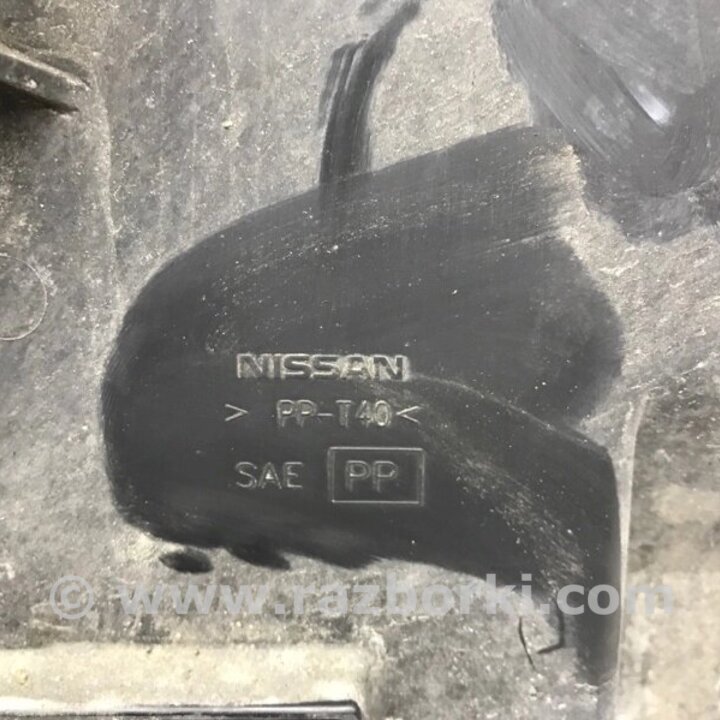 NISSAN
> PP-T40 <
SAE PP
© www.razborki.com